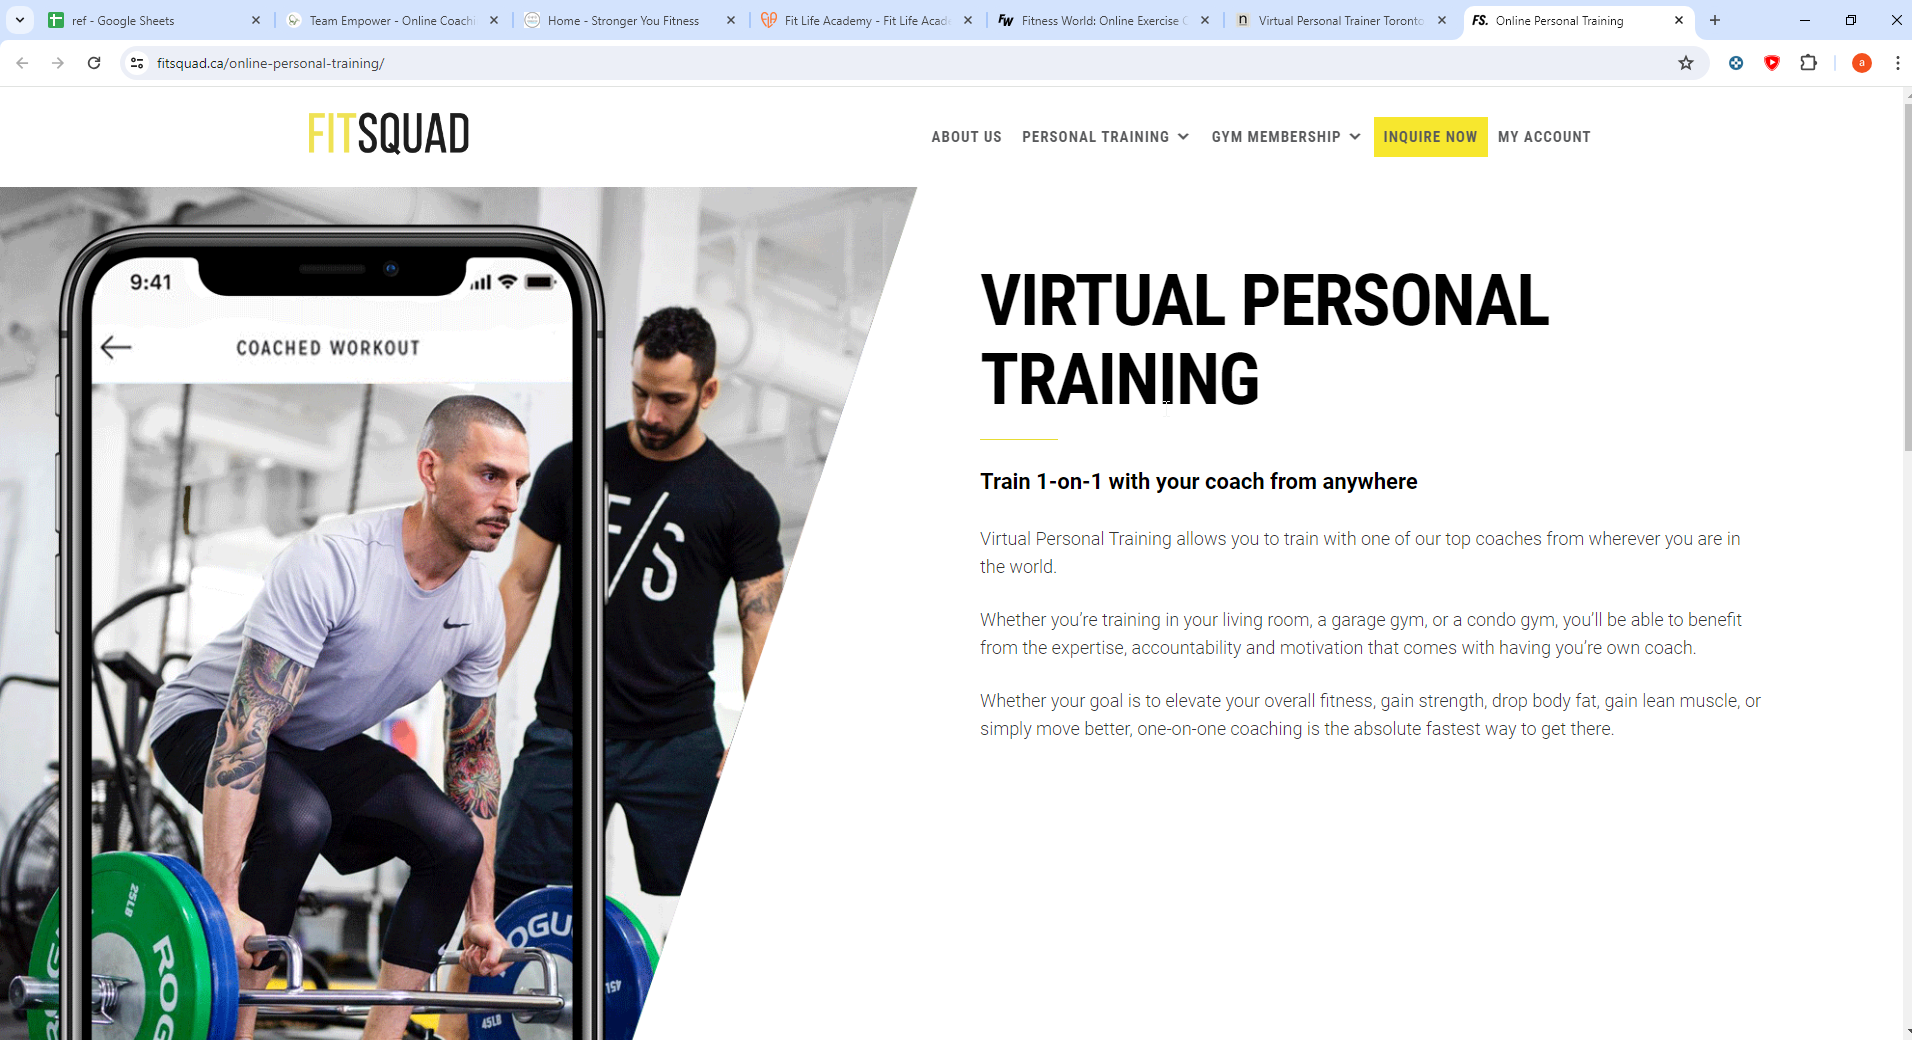 ref - Google Sheets
Team Empower - Online Coachi
Home - Stronger You Fitness
Fit Life Academy - Fit Life Acad
FW Fitness World: Online Exercise C
n Virtual Personal Trainer Toronto
FS. Online Personal Training
fitsquad.ca/online-personal-training/
a
FITSQUAD
ABOUT US
PERSONAL TRAINING
GYM MEMBERSHIP
INQUIRE NOW
MY ACCOUNT
9:41
COACHED WORKOUT
F/S
VIRTUAL PERSONAL
TRAINING
Train 1-on-1 with your coach from anywhere
Virtual Personal Training allows you to train with one of our top coaches from wherever you are in
the world.
Whether you’re training in your living room, a garage gym, or a condo gym, you’ll be able to benefit
from the expertise, accountability and motivation that comes with having you’re own coach.
Whether your goal is to elevate your overall fitness, gain strength, drop body fat, gain lean muscle, or
simply move better, one-on-one coaching is the absolute fastest way to get there.
25LB
ROG
OGU
45LB